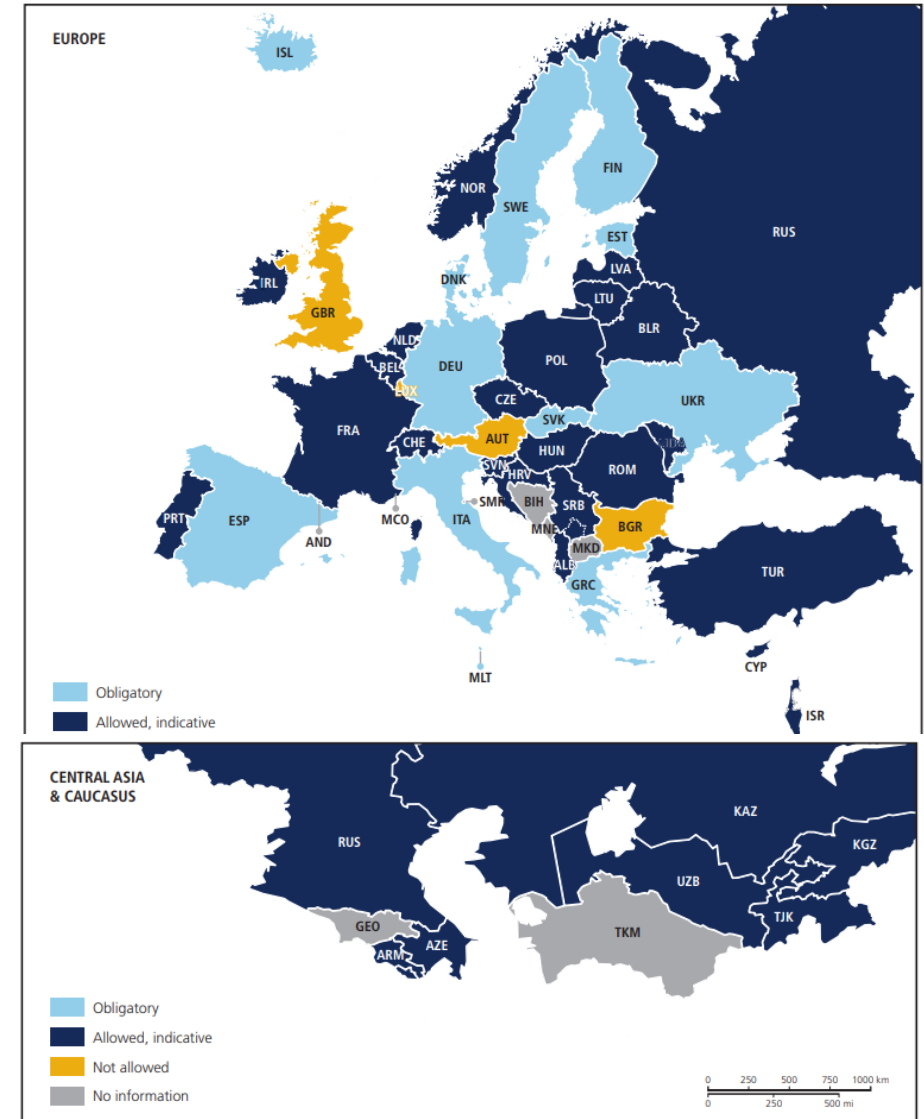 EUROPE
ISL
NOR
FIN
SWE
RUS
EST
DNK
LVA
IRL
LTU
GBR
BLR
NLD
POL
BEL
DEU
LUX
CZE
UKR
SVK
FRA
AUT
CHE
HUN
ROM
SVN
HRV
SMR
BIH
SRB
PRT
ESP
MCO
ITA
MNE
BGR
AND
MKD
ALB
TUR
GRC
CYP
MLT
ISR
Obligatory
Allowed, indicative
CENTRAL ASIA
& CAUCASUS
KAZ
RUS
KGZ
UZB
TJK
GEO
TKM
AZE
ARM
Obligatory
Allowed, indicative
Not allowed
No information
0 250 500 750 1000 km
0 250 500 mi